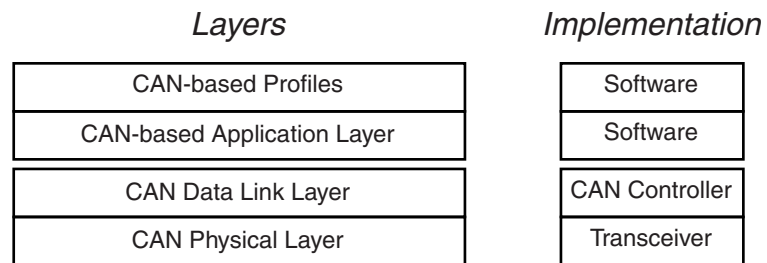 Layers Implementation
CAN-based Profiles Software
CAN-based Application Layer Software
CAN Data Link Layer CAN Controller
CAN Physical Layer Transceiver